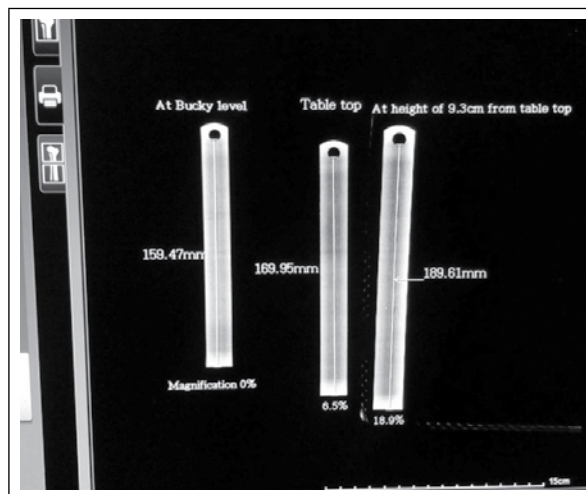 At Bucky level
Table top
At height of 9.3cm from table top
159.47mm
169.95mm
189.61mm
Magnification 0%
6.5%
18.9%
15cm